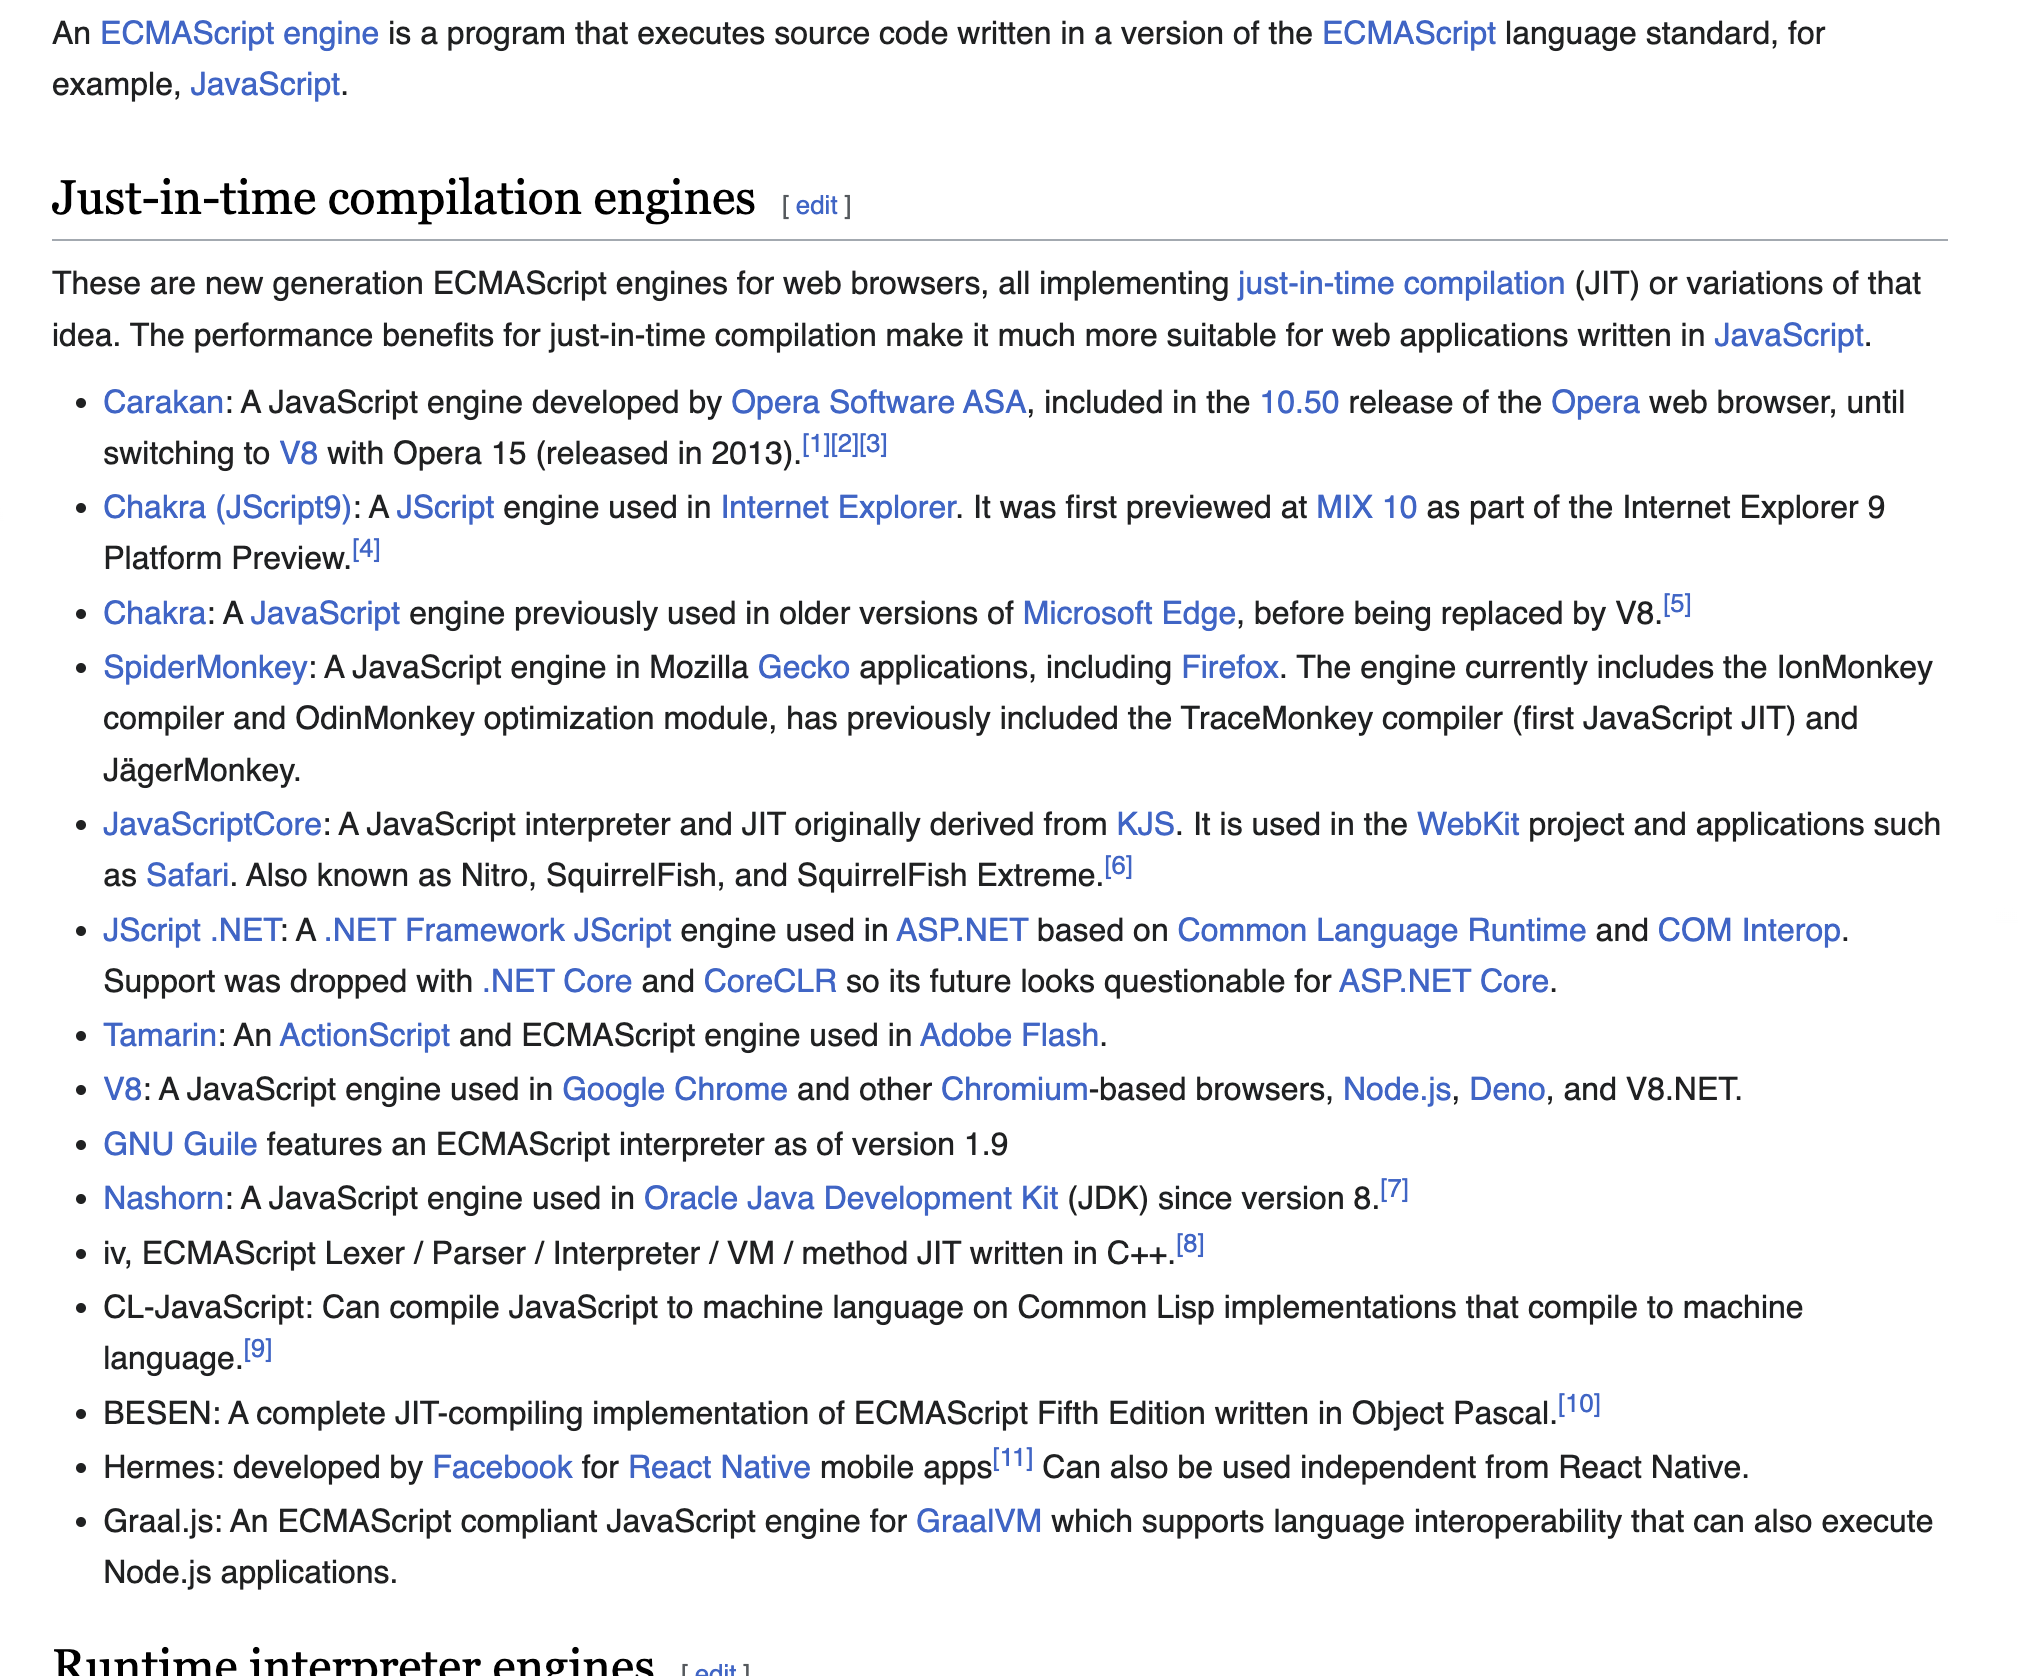 An ECMAScript engine is a program that executes source code written in a version of the ECMAScript language standard, for
example, JavaScript.
Just-in-time compilation engines [ edit ]
These are new generation ECMAScript engines for web browsers, all implementing just-in-time compilation (JIT) or variations of that
idea. The performance benefits for just-in-time compilation make it much more suitable for web applications written in JavaScript.
• Carakan: A JavaScript engine developed by Opera Software ASA, included in the 10.50 release of the Opera web browser, until
switching to V8 with Opera 15 (released in 2013).[1][2][3]
• Chakra (JScript9): A JScript engine used in Internet Explorer. It was first previewed at MIX 10 as part of the Internet Explorer 9
Platform Preview.[4]
• Chakra: A JavaScript engine previously used in older versions of Microsoft Edge, before being replaced by V8.[5]
• SpiderMonkey: A JavaScript engine in Mozilla Gecko applications, including Firefox. The engine currently includes the IonMonkey
compiler and OdinMonkey optimization module, has previously included the TraceMonkey compiler (first JavaScript JIT) and
JägerMonkey.
• JavaScriptCore: A JavaScript interpreter and JIT originally derived from KJS. It is used in the WebKit project and applications such
as Safari. Also known as Nitro, SquirrelFish, and SquirrelFish Extreme.[6]
• JScript .NET: A .NET Framework JScript engine used in ASP.NET based on Common Language Runtime and COM Interop.
Support was dropped with .NET Core and CoreCLR so its future looks questionable for ASP.NET Core.
• Tamarin: An ActionScript and ECMAScript engine used in Adobe Flash.
• V8: A JavaScript engine used in Google Chrome and other Chromium-based browsers, Node.js, Deno, and V8.NET.
• GNU Guile features an ECMAScript interpreter as of version 1.9
• Nashorn: A JavaScript engine used in Oracle Java Development Kit (JDK) since version 8.[7]
• iv, ECMAScript Lexer / Parser / Interpreter / VM / method JIT written in C++.[8]
• CL-JavaScript: Can compile JavaScript to machine language on Common Lisp implementations that compile to machine
language.[9]
• BESEN: A complete JIT-compiling implementation of ECMAScript Fifth Edition written in Object Pascal.[10]
• Hermes: developed by Facebook for React Native mobile apps[11] Can also be used independent from React Native.
• Graal.js: An ECMAScript compliant JavaScript engine for GraalVM which supports language interoperability that can also execute
Node.js applications.
Runtime interpreter engines [ edit ]